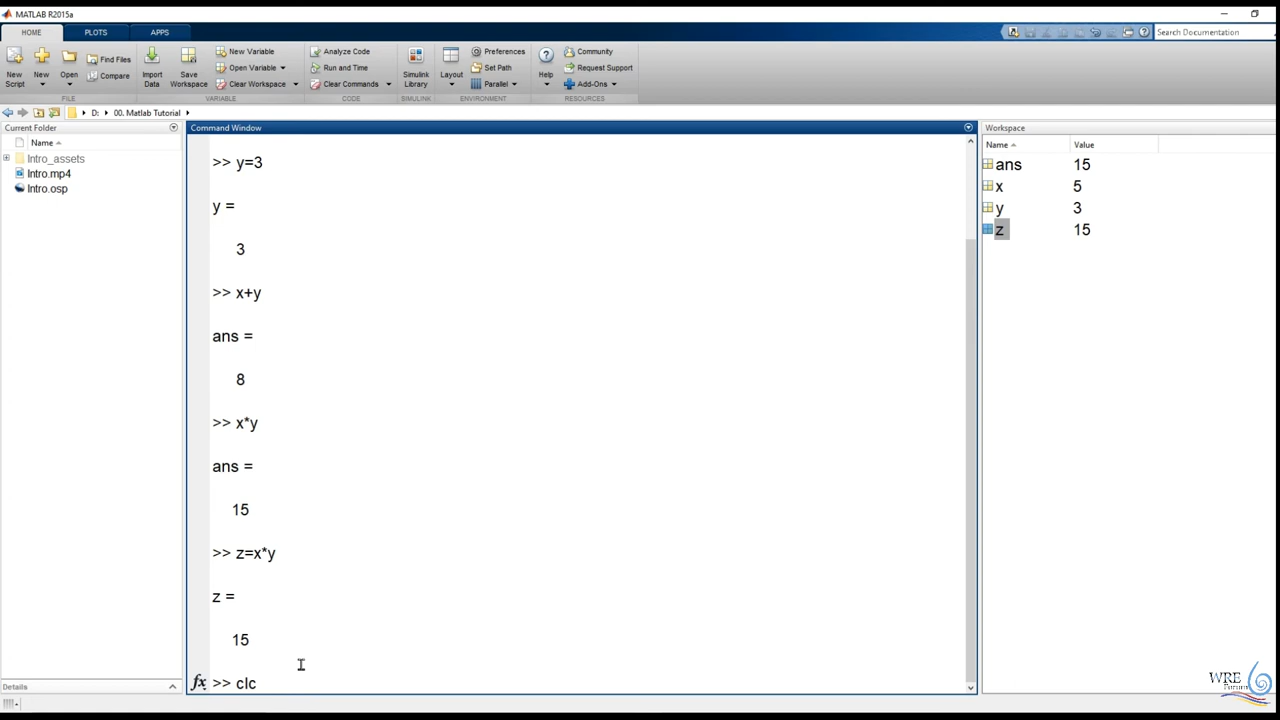 MATLAB R2015a
HOME PLOTS APPS
Search Documentation
New Script
New
Open
Find Files
Compare
Import Data
Save Workspace
New Variable
Open Variable
Clear Workspace
Analyze Code
Run and Time
Clear Commands
Simulink Library
Layout
Preferences
Set Path
Parallel
Help
Community
Request Support
Add-Ons
FILE VARIABLE CODE SIMULINK ENVIRONMENT RESOURCES
D: 00. Matlab Tutorial
Current Folder
Name
Intro_assets
Intro.mp4
Intro.osp
Details
Command Window
>> y=3
y =
3
>> x+y
ans =
8
>> x*y
ans =
15
>> z=x*y
z =
15
fx >> clc
Workspace
Name Value
ans 15
x 5
y 3
z 15
WRE
Forum